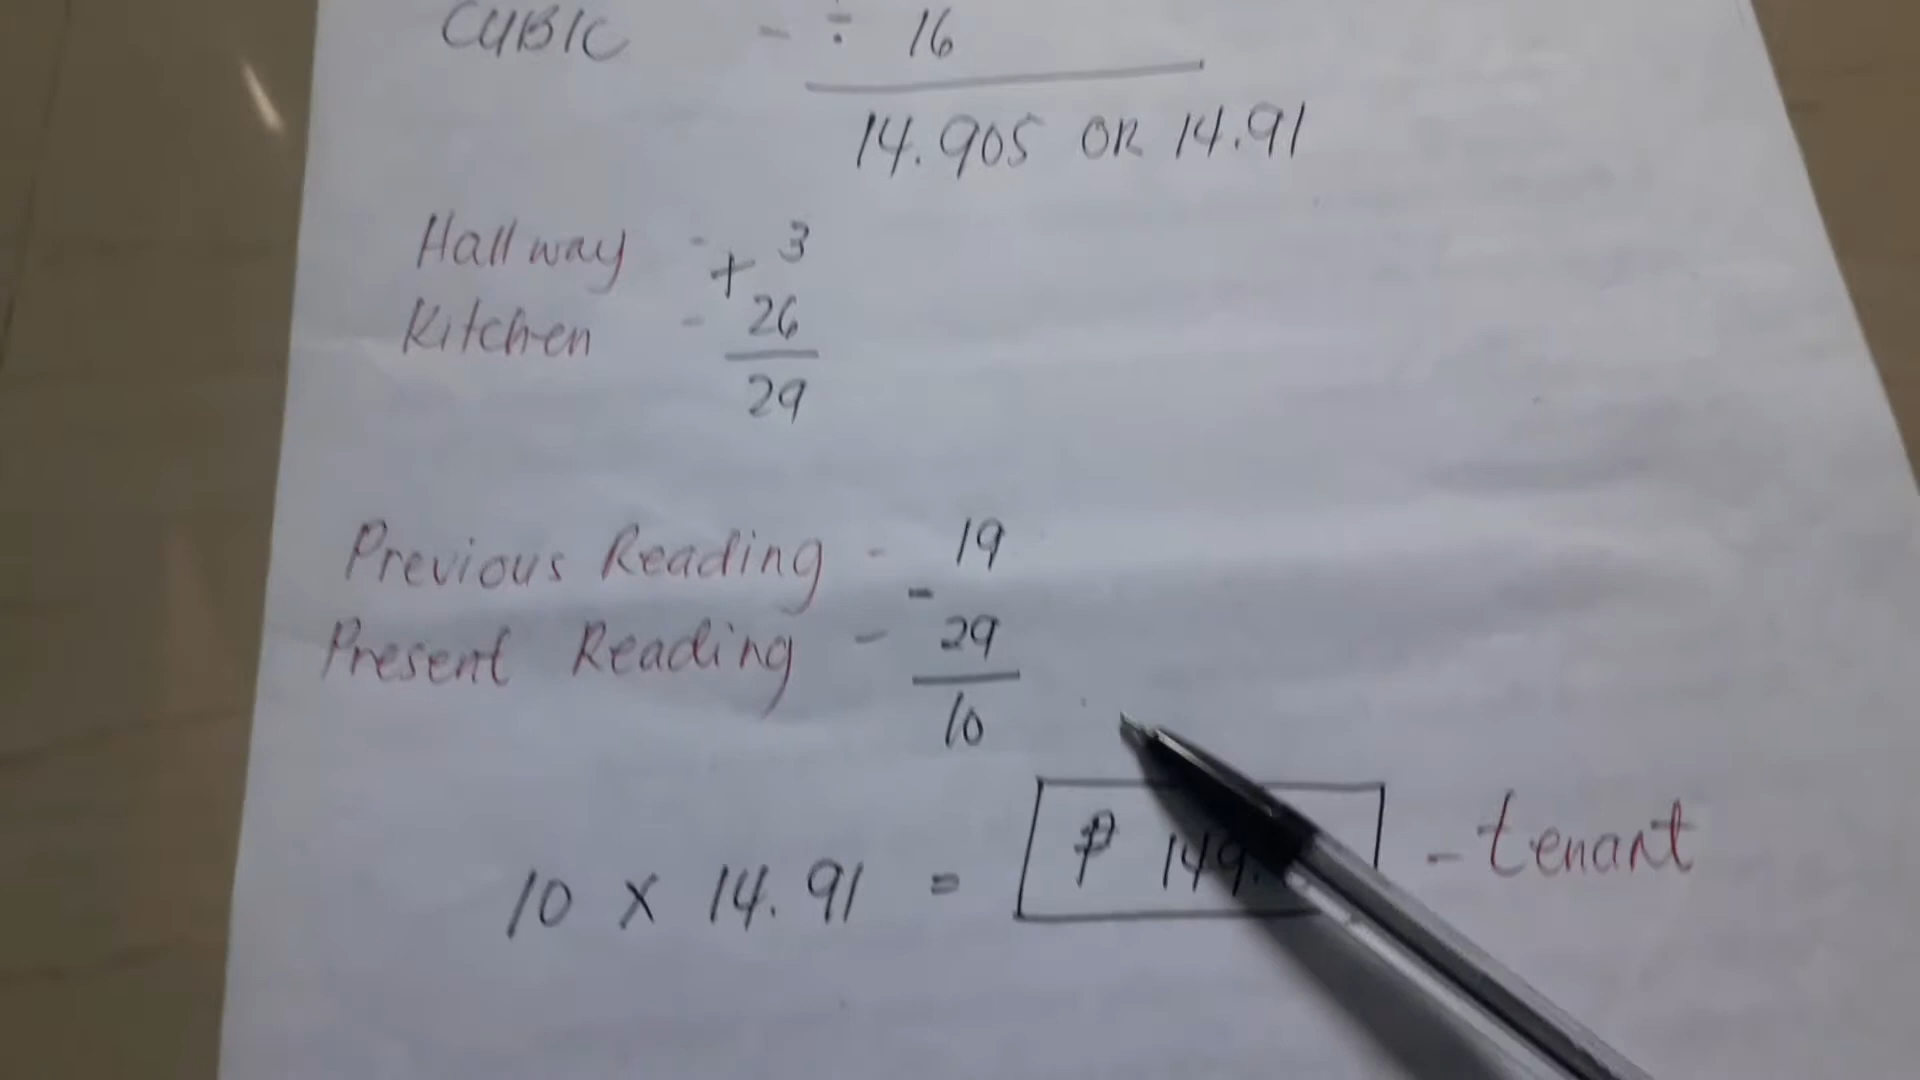 CUBIC - ÷ 16
14.905 OR 14.91
Hallway - 3
+
Kitchen - 26
29
Previous Reading - 19
-
Present Reading - 29
10
10 x 14.91 = ₱ 149. - tenant